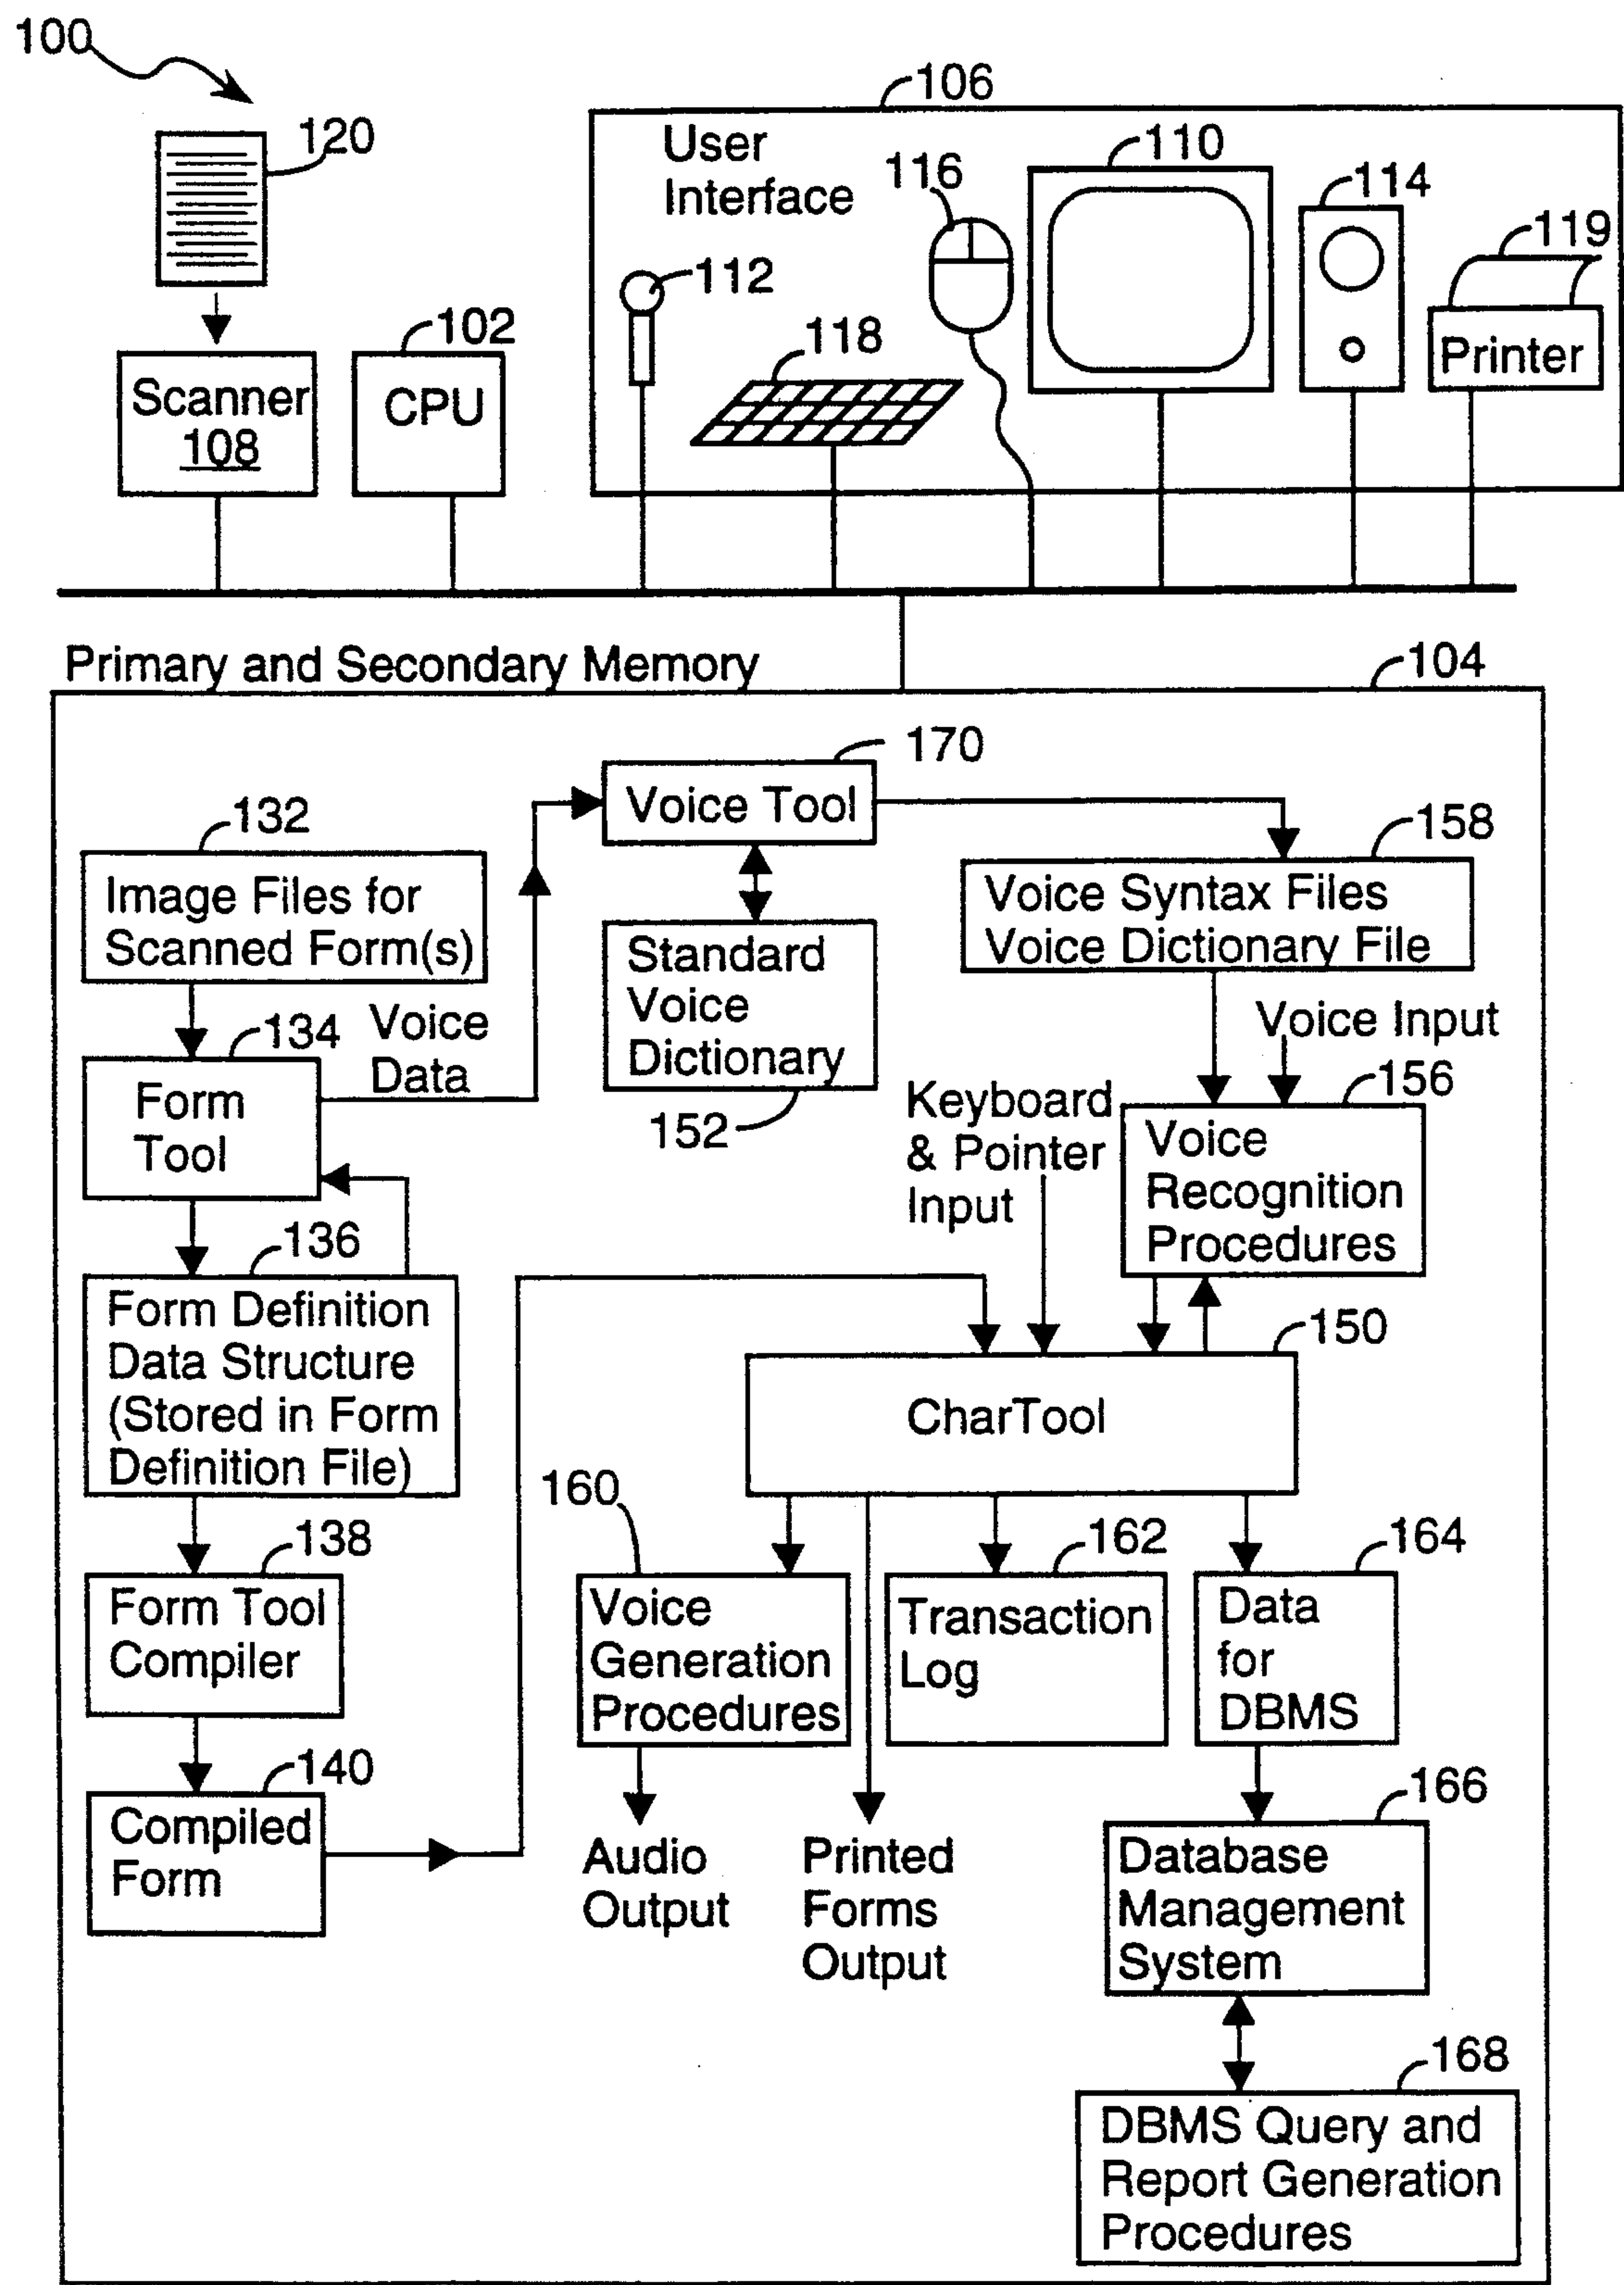 100
120
106
User
Interface
116
110
114
119
112
102
118
Printer
Scanner
108
CPU
Primary and Secondary Memory
104
170
Voice Tool
132
158
Image Files for
Scanned Form(s)
Voice Syntax Files
Voice Dictionary File
Standard
Voice
Dictionary
152
134
Voice
Data
Voice Input
Form
Tool
Keyboard
& Pointer
Input
156
Voice
Recognition
Procedures
136
Form Definition
Data Structure
(Stored in Form
Definition File)
150
CharTool
160
138
162
164
Form Tool
Compiler
Voice
Generation
Procedures
Transaction
Log
Data
for
DBMS
140
Compiled
Form
166
Audio
Output
Printed
Forms
Output
Database
Management
System
168
DBMS Query and
Report Generation
Procedures